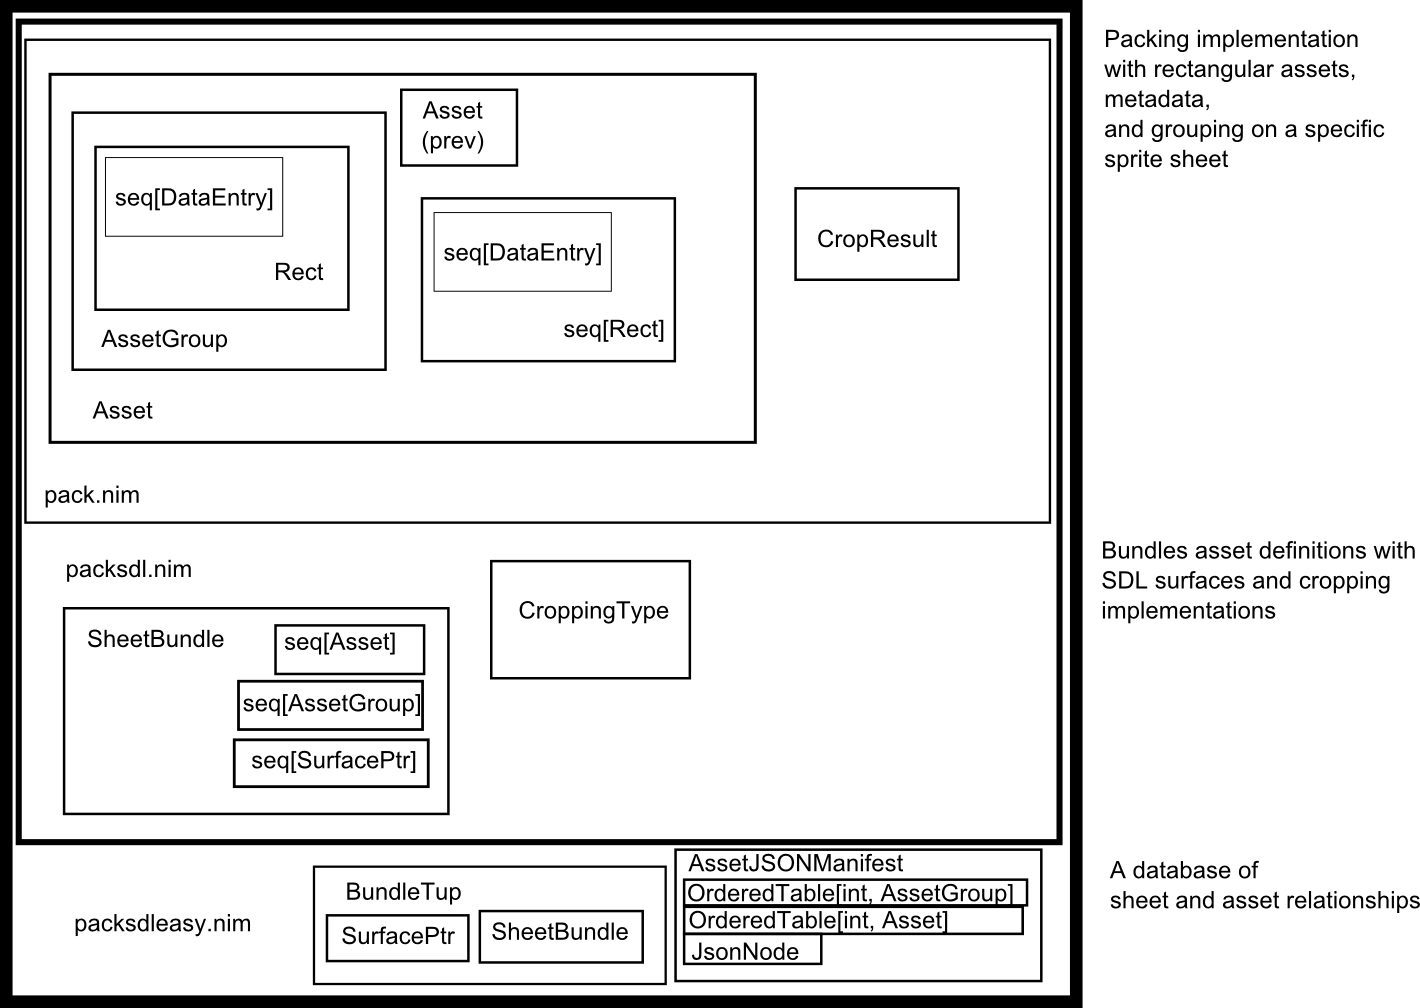 Packing implementation
with rectangular assets,
metadata,
and grouping on a specific
sprite sheet
Asset
(prev)
seq[DataEntry]
Rect
AssetGroup
Asset
seq[DataEntry]
seq[Rect]
CropResult
pack.nim
packsdl.nim
SheetBundle
seq[Asset]
seq[AssetGroup]
seq[SurfacePtr]
CroppingType
Bundles asset definitions with
SDL surfaces and cropping
implementations
packsdleasy.nim
BundleTup
SurfacePtr
SheetBundle
AssetJSONManifest
OrderedTable[int, AssetGroup]
OrderedTable[int, Asset]
JsonNode
A database of
sheet and asset relationships